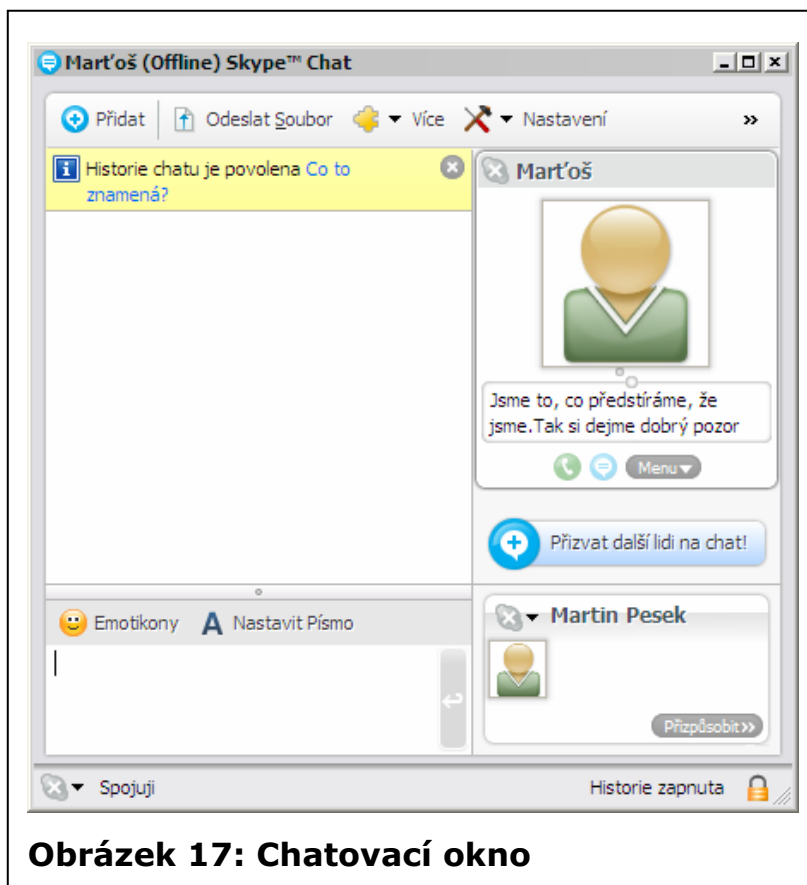 Marťoš (Offline) Skype™ Chat
Přidat Odeslat Soubor Více Nastavení »
Historie chatu je povolena Co to
znamená?
Marťoš
Jsme to, co předstíráme, že
jsme.Tak si dejme dobrý pozor
Menu
Přizvat další lidi na chat!
Emotikony A Nastavit Písmo
Martin Pesek
Přizpůsobit>>
Spojuji
Historie zapnuta
Obrázek 17: Chatovací okno